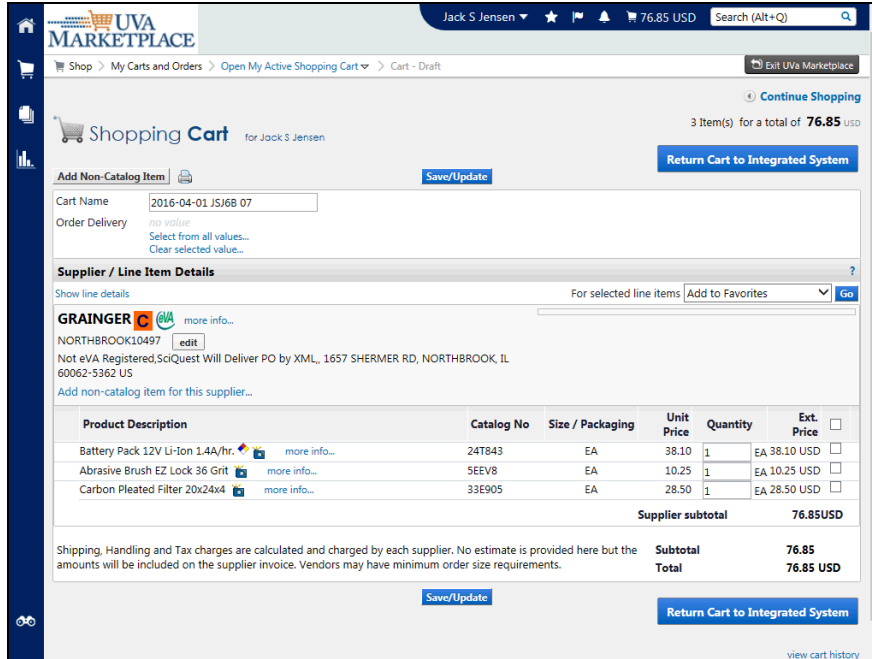 UVA
MARKETPLACE
Jack S Jensen ▼ 76.85 USD Search (Alt+Q)
Shop > My Carts and Orders > Open My Active Shopping Cart > Cart - Draft
Exit UVa Marketplace
Continue Shopping
Shopping Cart for Jack S Jensen
3 Item(s) for a total of 76.85 USD
Return Cart to Integrated System
Add Non-Catalog Item Save/Update
Cart Name 2016-04-01 JSJ6B 07
Order Delivery no value
Select from all values...
Clear selected value...
Supplier / Line Item Details ?
Show line details For selected line items Add to Favorites Go
GRAINGER C eVA more info...
NORTHBROOK10497 edit
Not eVA Registered,SciQuest Will Deliver PO by XML,, 1657 SHERMER RD, NORTHBROOK, IL
60062-5362 US
Add non-catalog item for this supplier...
Product Description Catalog No Size / Packaging Unit Price Quantity Ext. Price
Battery Pack 12V Li-Ion 1.4A/hr. more info... 24T843 EA 38.10 1 EA 38.10 USD
Abrasive Brush EZ Lock 36 Grit more info... 5EEV8 EA 10.25 1 EA 10.25 USD
Carbon Pleated Filter 20x24x4 more info... 33E905 EA 28.50 1 EA 28.50 USD
Supplier subtotal 76.85USD
Shipping, Handling and Tax charges are calculated and charged by each supplier. No estimate is provided here but the Subtotal 76.85
amounts will be included on the supplier invoice. Vendors may have minimum order size requirements. Total 76.85 USD
Save/Update
Return Cart to Integrated System
view cart history